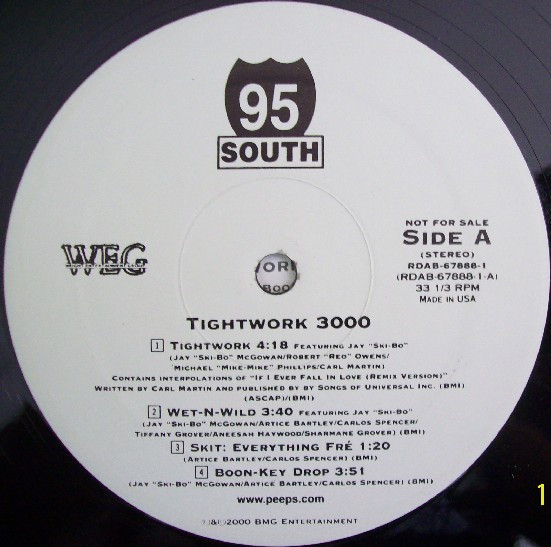 95
SOUTH
NOT FOR SALE
SIDE A
(STEREO)
RDAB-67888-1
(RDAB-67888-1-A)
33 1/3 RPM
MADE IN USA
WEG
ORI
BOO
TIGHTWORK 3000
1 TIGHTWORK 4:18 FEATURING JAY "SKI-BO"
(JAY "SKI-BO" MCGOWAN/ROBERT "REO" OWENS/
MICHAEL "MIKE-MIKE" PHILLIPS/CARL MARTIN)
CONTAINS INTERPOLATIONS OF "IF I EVER FALL IN LOVE (REMIX VERSION)"
WRITTEN BY CARL MARTIN AND PUBLISHED BY BY SONGS OF UNIVERSAL INC. (BMI)
(ASCAP)/(BMI)
2 WET-N-WILD 3:40 FEATURING JAY "SKI-BO"
(JAY "SKI-BO" MCGOWAN/ARTICE BARTLEY/CARLOS SPENCER/
TIFFANY GROVER/ANEESAH HAYWOOD/SHARMANE GROVER) (BMI)
3 SKIT: EVERYTHING FRÉ 1:20
(ARTICE BARTLEY/CARLOS SPENCER) (BMI)
4 BOON-KEY DROP 3:51
(JAY "SKI-BO" MCGOWAN/ARTICE BARTLEY/CARLOS SPENCER) (BMI)
www.peeps.com
℗&©2000 BMG ENTERTAINMENT
1